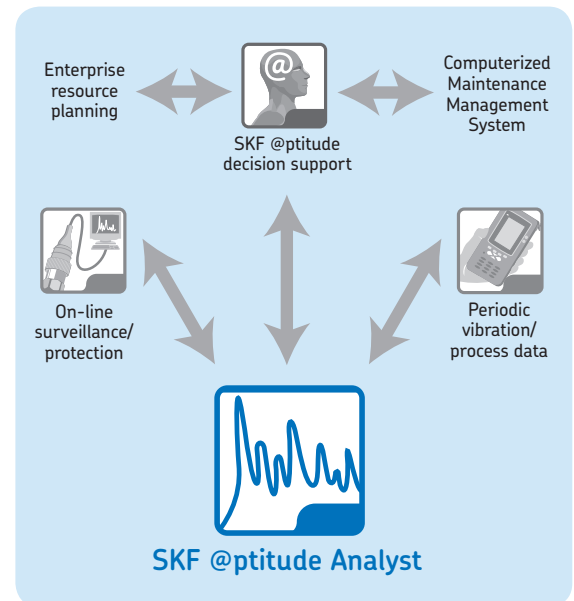 Enterprise
resource
planning
@
SKF @ptitude
decision support
Computerized
Maintenance
Management
System
On-line
surveillance/
protection
Periodic
vibration/
process data
SKF @ptitude Analyst